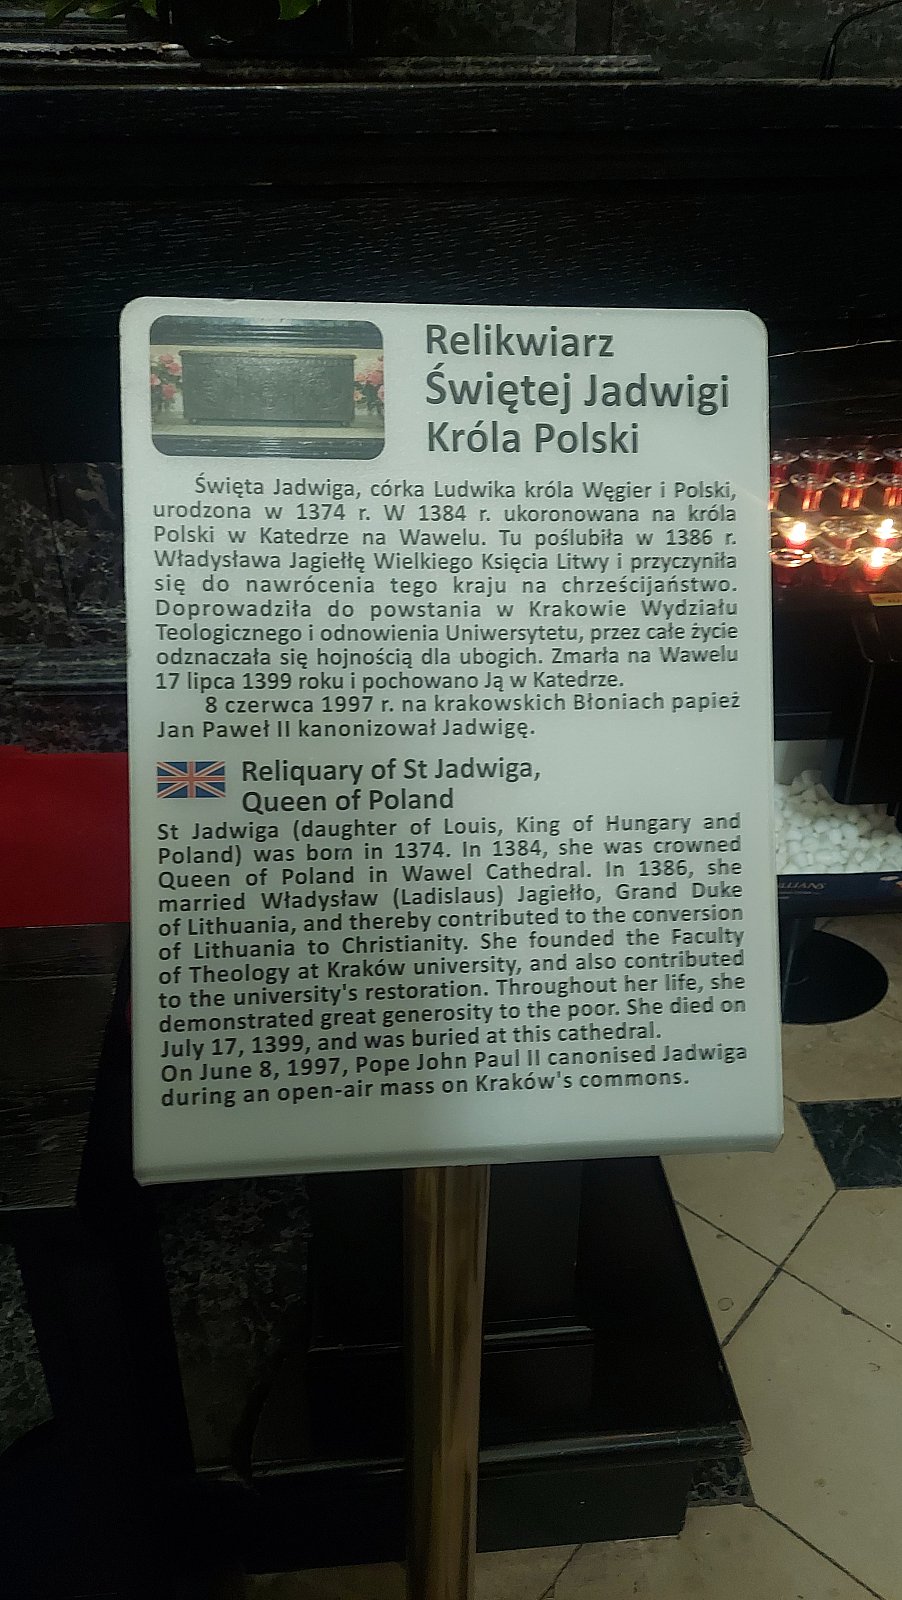 Relikwiarz
Świętej Jadwigi
Króla Polski
Święta Jadwiga, córka Ludwika króla Węgier i Polski,
urodzona w 1374 r. W 1384 r. ukoronowana na króla
Polski w Katedrze na Wawelu. Tu poślubiła w 1386 r.
Władysława Jagiełłę Wielkiego Księcia Litwy i przyczyniła
się do nawrócenia tego kraju na chrześcijaństwo.
Doprowadziła do powstania w Krakowie Wydziału
Teologicznego i odnowienia Uniwersytetu, przez całe życie
odznaczała się hojnością dla ubogich. Zmarła na Wawelu
17 lipca 1399 roku i pochowano Ją w Katedrze.
8 czerwca 1997 r. na krakowskich Błoniach papież
Jan Paweł II kanonizował Jadwigę.
Reliquary of St Jadwiga,
Queen of Poland
St Jadwiga (daughter of Louis, King of Hungary and
Poland) was born in 1374. In 1384, she was crowned
Queen of Poland in Wawel Cathedral. In 1386, she
married Władysław (Ladislaus) Jagiełło, Grand Duke
of Lithuania, and thereby contributed to the conversion
of Lithuania to Christianity. She founded the Faculty
of Theology at Kraków university, and also contributed
to the university's restoration. Throughout her life, she
demonstrated great generosity to the poor. She died on
July 17, 1399, and was buried at this cathedral.
On June 8, 1997, Pope John Paul II canonised Jadwiga
during an open-air mass on Kraków's commons.